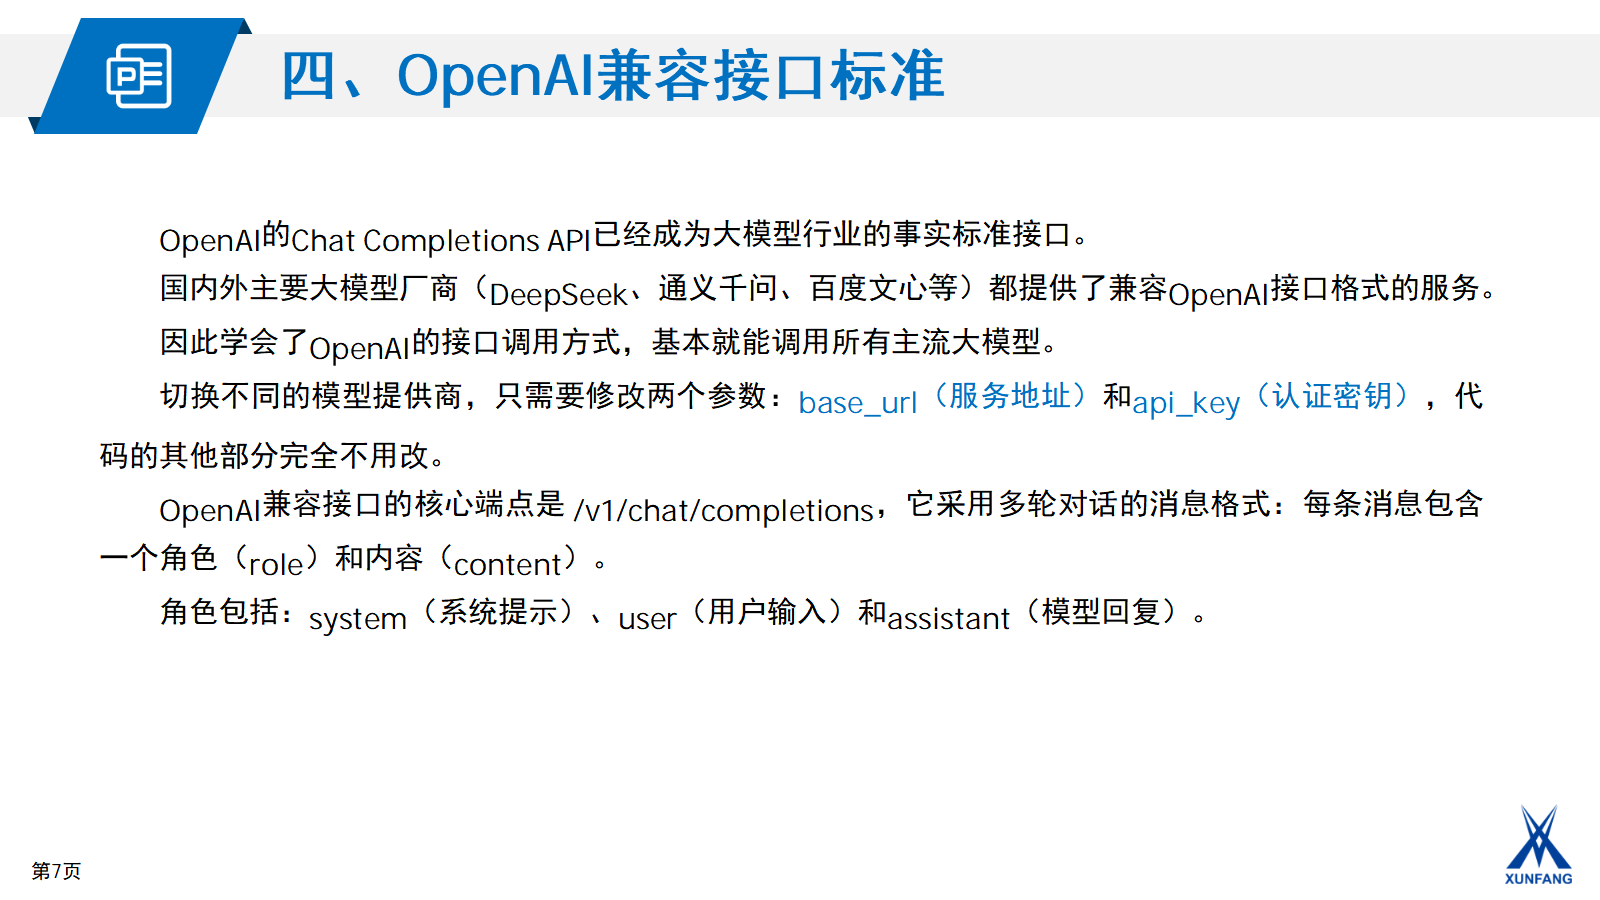 四、OpenAI兼容接口标准
OpenAI的Chat Completions API已经成为大模型行业的事实标准接口。
国内外主要大模型厂商（DeepSeek、通义千问、百度文心等）都提供了兼容OpenAI接口格式的服务。
因此学会了OpenAI的接口调用方式，基本就能调用所有主流大模型。
切换不同的模型提供商，只需要修改两个参数：base_url（服务地址）和api_key（认证密钥），代
码的其他部分完全不用改。
OpenAI兼容接口的核心端点是 /v1/chat/completions，它采用多轮对话的消息格式：每条消息包含
一个角色（role）和内容（content）。
角色包括：system（系统提示）、user（用户输入）和assistant（模型回复）。
第7页
XUNFANG